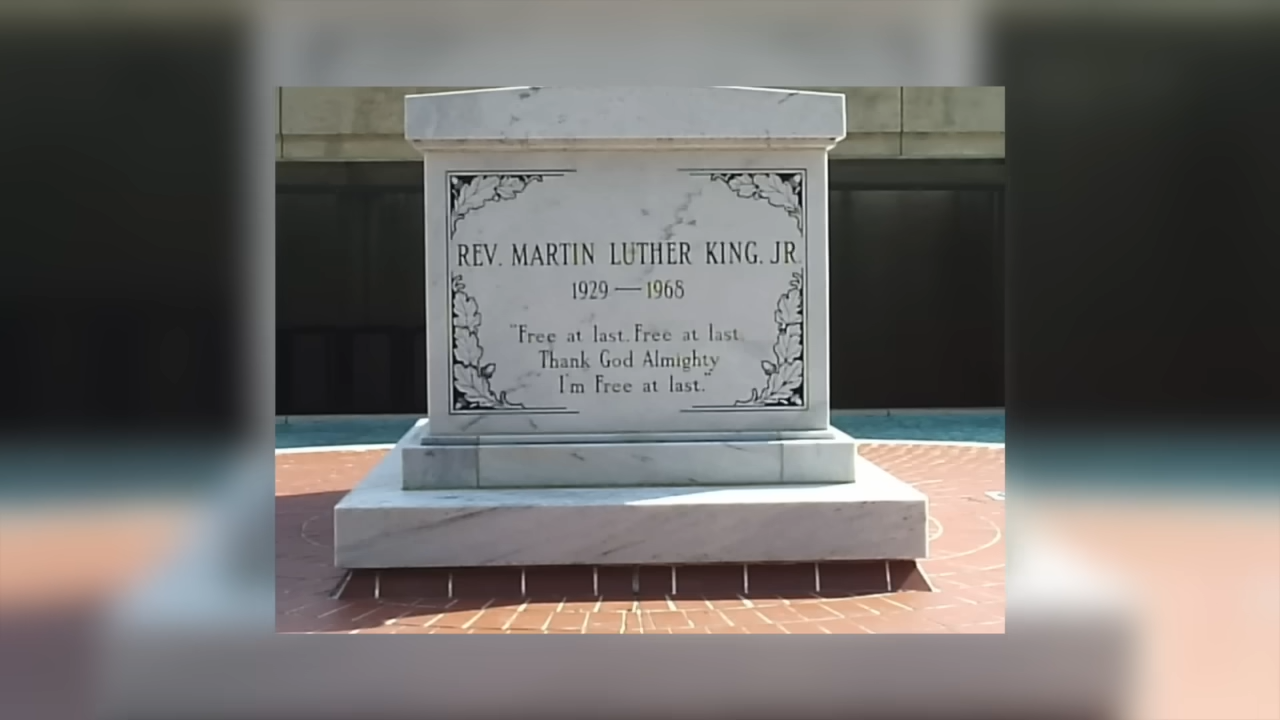 REV. MARTIN LUTHER KING, JR.
1929 — 1968
"Free at last, Free at last,
Thank God Almighty
I'm Free at last."